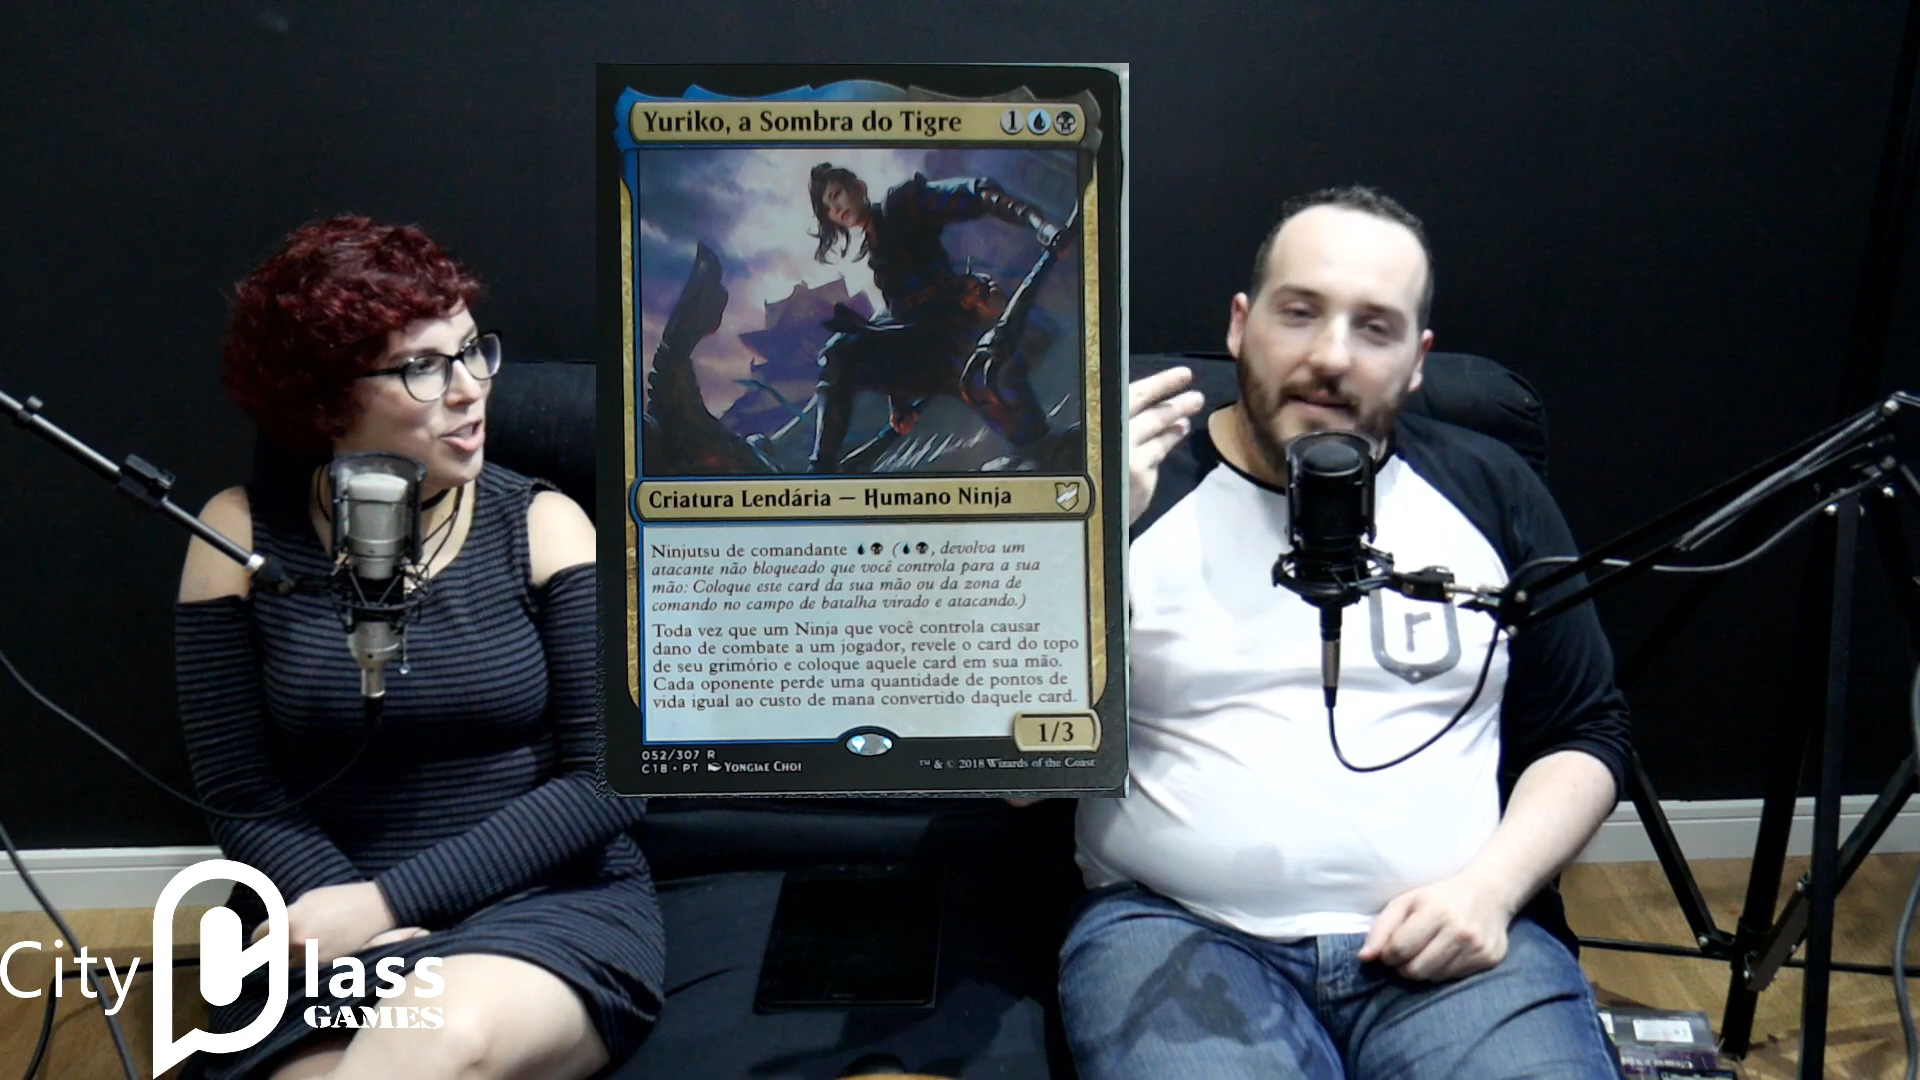 Yuriko, a Sombra do Tigre 1
Criatura Lendária — Humano Ninja
Ninjutsu de comandante (, devolva um
atacante não bloqueado que você controla para a sua
mão: Coloque este card da sua mão ou da zona de
comando no campo de batalha virado e atacando.)
Toda vez que um Ninja que você controla causar
dano de combate a um jogador, revele o card do topo
de seu grimório e coloque aquele card em sua mão.
Cada oponente perde uma quantidade de pontos de
vida igual ao custo de mana convertido daquele card.
1/3
052/307 R
C18 • PT YONGJAE CHOI
™ & © 2018 Wizards of the Coast
r
City Class
GAMES